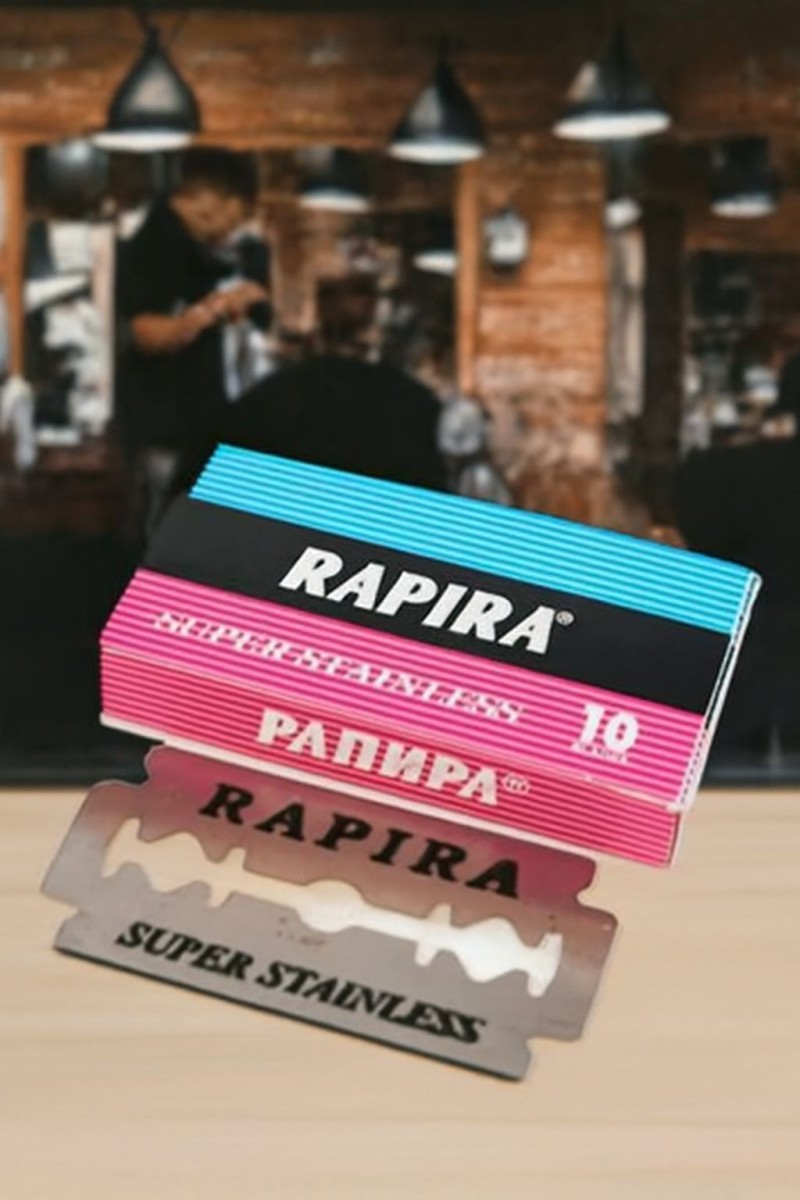 RAPIRA®
SUPER STAINLESS
10
РАПИРА®
RAPIRA
SUPER STAINLESS